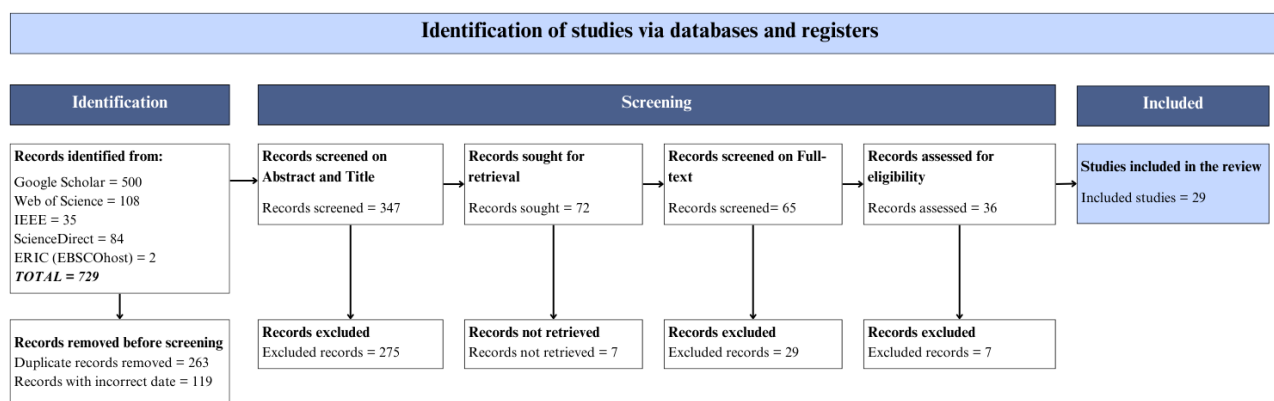 Identification of studies via databases and registers
Identification
Screening
Included
Records identified from:
Google Scholar = 500
Web of Science = 108
IEEE = 35
ScienceDirect = 84
ERIC (EBSCOhost) = 2
TOTAL = 729
Records screened on
Abstract and Title
Records screened = 347
Records sought for
retrieval
Records sought = 72
Records screened on Full-
text
Records screened= 65
Records assessed for
eligibility
Records assessed = 36
Studies included in the review
Included studies = 29
Records removed before screening
Duplicate records removed = 263
Records with incorrect date = 119
Records excluded
Excluded records = 275
Records not retrieved
Records not retrieved = 7
Records excluded
Excluded records = 29
Records excluded
Excluded records = 7